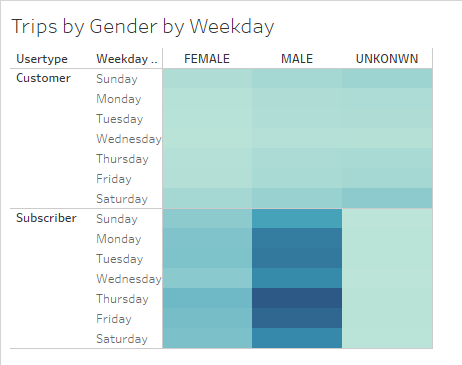 Trips by Gender by Weekday
Usertype Weekday .. FEMALE MALE UNKONWN
Customer Sunday
Monday
Tuesday
Wednesday
Thursday
Friday
Saturday
Subscriber Sunday
Monday
Tuesday
Wednesday
Thursday
Friday
Saturday